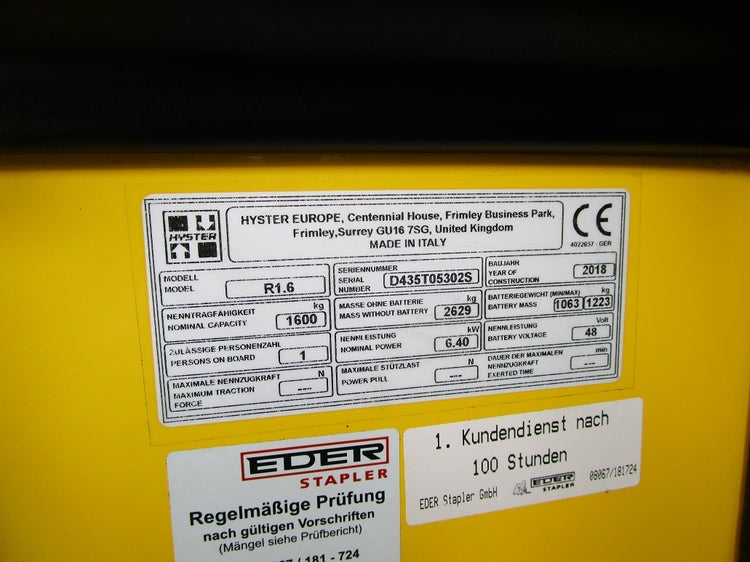 HYSTER
HYSTER EUROPE, Centennial House, Frimley Business Park,
Frimley,Surrey GU16 7SG, United Kingdom
MADE IN ITALY
CE
4022657 - GER
MODELL
MODEL
R1.6
SERIENNUMMER
SERIAL
NUMBER
D435T05302S
BAUJAHR
YEAR OF
CONSTRUCTION
2018
NENNTRAGFÄHIGKEIT
NOMINAL CAPACITY
kg
1600
MASSE OHNE BATTERIE
MASS WITHOUT BATTERY
kg
2629
BATTERIEGEWICHT (MIN/MAX)
BATTERY MASS
kg
1063 1223
ZULÄSSIGE PERSONENZAHL
PERSONS ON BOARD
1
NENNLEISTUNG
NOMINAL POWER
kW
6.40
NENNLEISTUNG
BATTERY VOLTAGE
Volt
48
MAXIMALE NENNZUGKRAFT
MAXIMUM TRACTION
FORCE
N
---
MAXIMALE STÜTZLAST
POWER PULL
N
---
DAUER DER MAXIMALEN
NENNZUGKRAFT
EXERTED TIME
min
---
EDER
STAPLER
Regelmäßige Prüfung
nach gültigen Vorschriften
(Mängel siehe Prüfbericht)
7 / 181 - 724
1. Kundendienst nach
100 Stunden
EDER Stapler GmbH
EDER
STAPLER
08067/181724